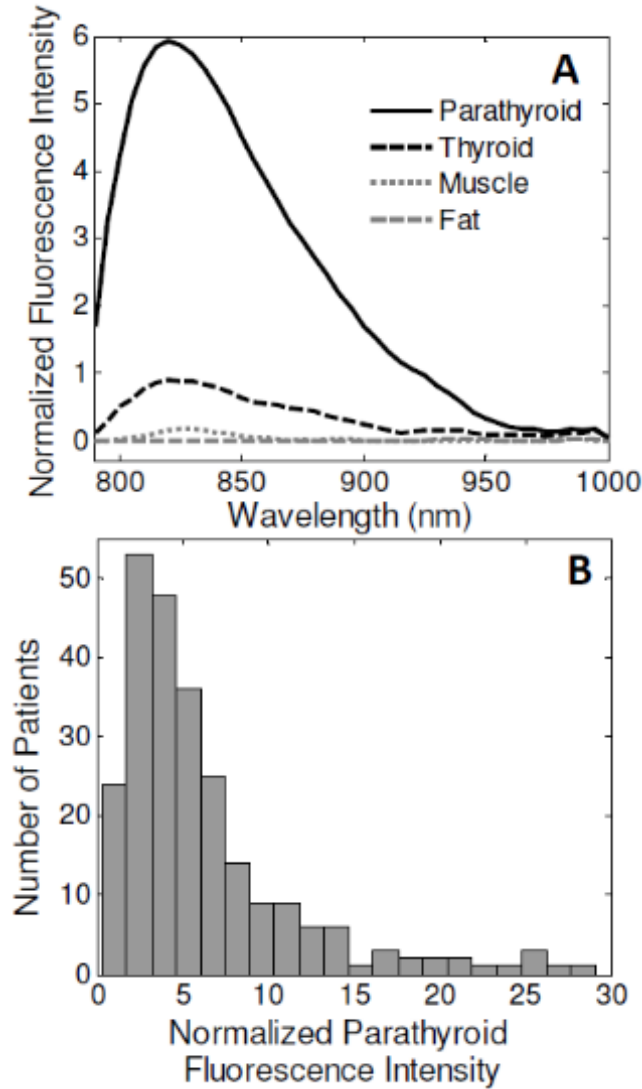 A
Parathyroid
Thyroid
Muscle
Fat
Normalized Fluorescence Intensity
6
5
4
3
2
1
0
800 850 900 950 1000
Wavelength (nm)
B
Number of Patients
50
40
30
20
10
0
0 5 10 15 20 25 30
Normalized Parathyroid
Fluorescence Intensity